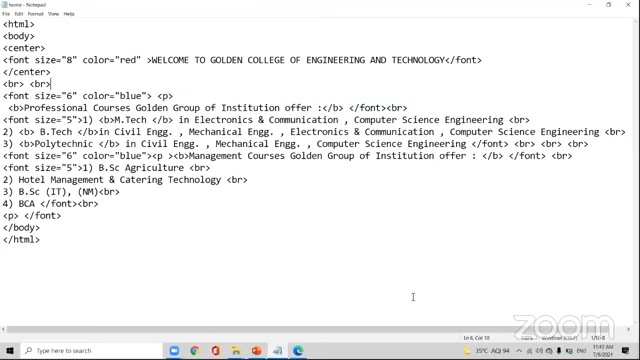 home - Notepad
File Edit Format View Help
<html>
<body>
<center>
<font size="8" color="red" >WELCOME TO GOLDEN COLLEGE OF ENGINEERING AND TECHNOLOGY</font>
</center>
<br> <br>
<font size="6" color="blue"> <p>
<b>Professional Courses Golden Group of Institution offer :</b> </font><br>
<font size="5">1) <b>M.Tech </b> in Electronics & Communication , Computer Science Engineering <br>
2) <b> B.Tech </b>in Civil Engg. , Mechanical Engg. , Electronics & Communication , Computer Science Engineering <br>
3) <b>Polytechnic </b> in Civil Engg. , Mechanical Engg. , Computer Science Engineering </font> <br> <br> <br>
<font size="6" color="blue"><p ><b>Management Courses Golden Group of Institution offer : </b> </font> <br>
<font size="5">1) B.Sc Agriculture <br>
2) Hotel Management & Catering Technology <br>
3) B.Sc (IT), (NM)<br>
4) BCA </font><br>
<p> </font>
</body>
</html>
zoom
Ln 6, Col 10 100% Windows (CRLF) UTF-8
Type here to search 35°C AQI 94 ENG 11:43 AM
7/9/2021